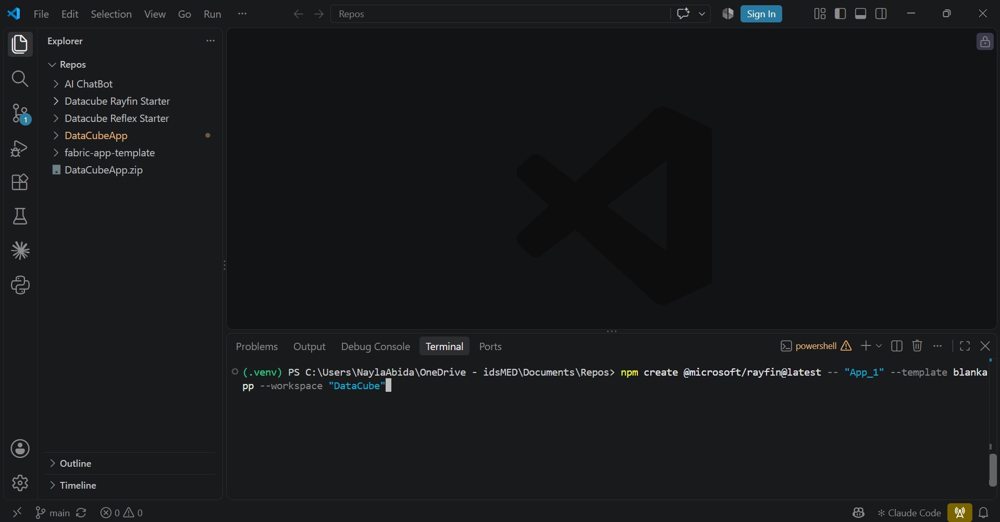 File Edit Selection View Go Run ··· Repos Sign In
Explorer ···
Repos
AI ChatBot
Datacube Rayfin Starter
1
Datacube Reflex Starter
DataCubeApp
fabric-app-template
DataCubeApp.zip
Problems Output Debug Console Terminal Ports powershell ···
(.venv) PS C:\Users\NaylaAbida\OneDrive - idsMED\Documents\Repos> npm create @microsoft/rayfin@latest -- "App_1" --template blanka
pp --workspace "DataCube"
Outline
Timeline
main 0 0 Claude Code